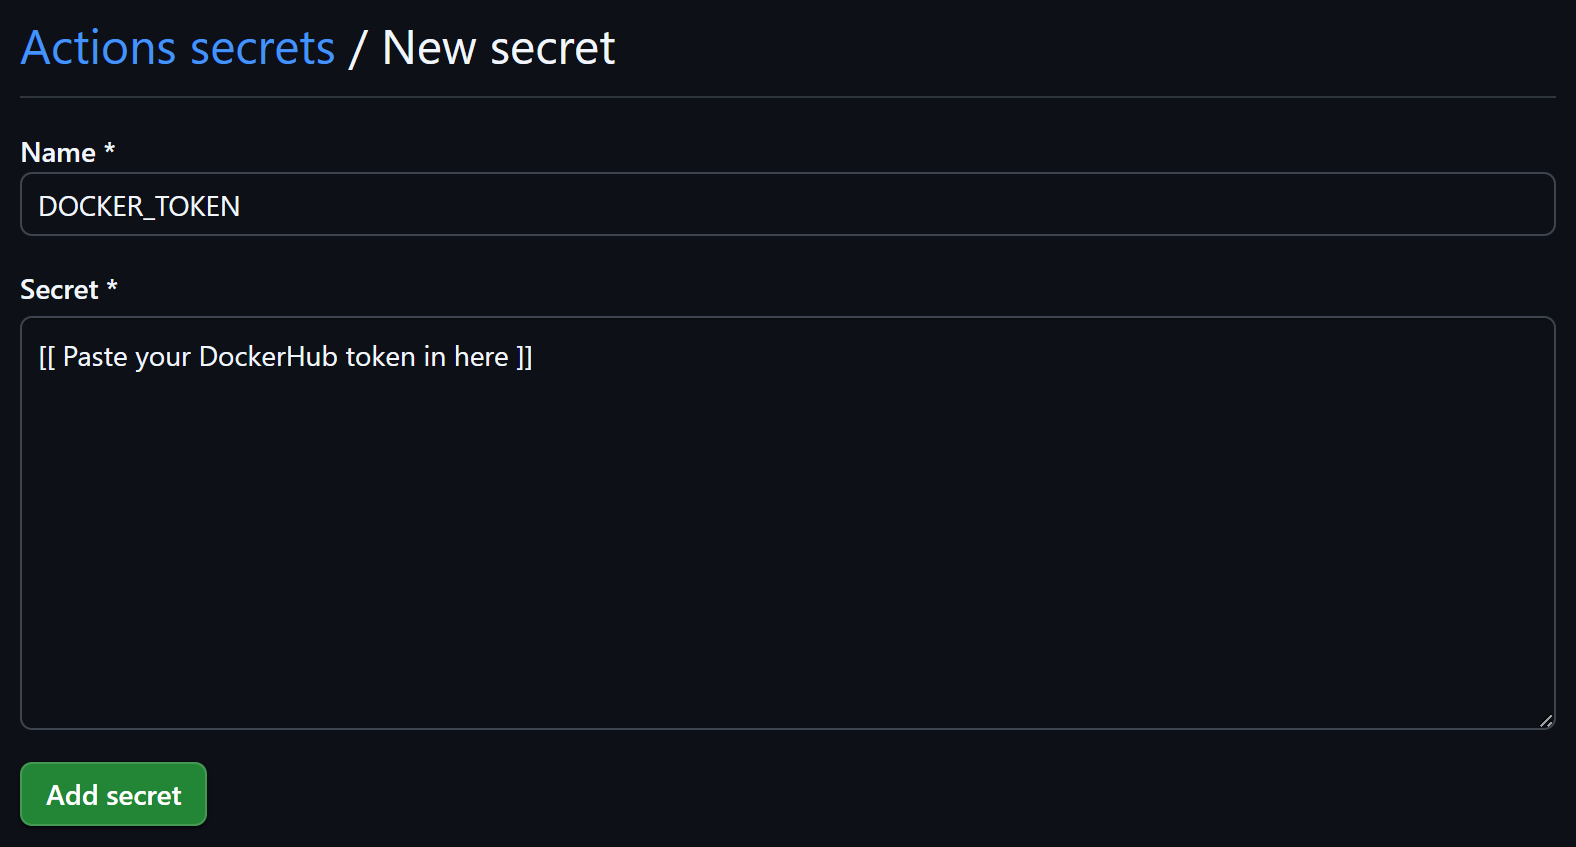 Actions secrets / New secret
Name *
DOCKER_TOKEN
Secret *
[[ Paste your DockerHub token in here ]]
Add secret